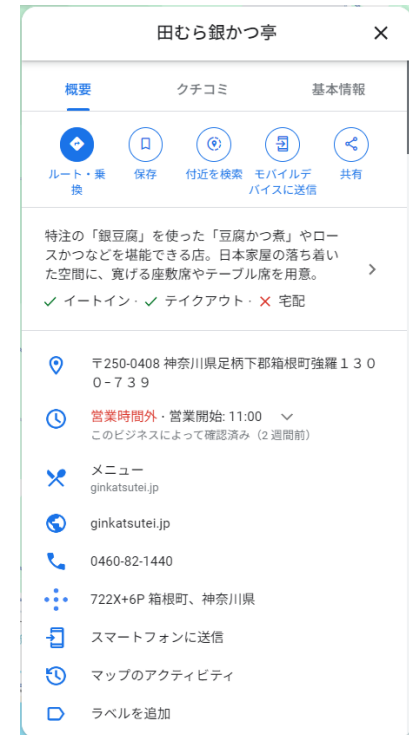 田むら銀かつ亭
概要
クチコミ
基本情報
ルート・乗
換
保存
付近を検索
モバイルデ
バイスに送信
共有
特注の「銀豆腐」を使った「豆腐かつ煮」やロー
スかつなどを堪能できる店。日本家屋の落ち着い
た空間に、寛げる座敷席やテーブル席を用意。
イートイン · テイクアウト · 宅配
〒250-0408 神奈川県足柄下郡箱根町強羅１３０
０−７３９
営業時間外 · 営業開始: 11:00
このビジネスによって確認済み（2 週間前）
メニュー
ginkatsutei.jp
ginkatsutei.jp
0460-82-1440
722X+6P 箱根町、神奈川県
スマートフォンに送信
マップのアクティビティ
ラベルを追加